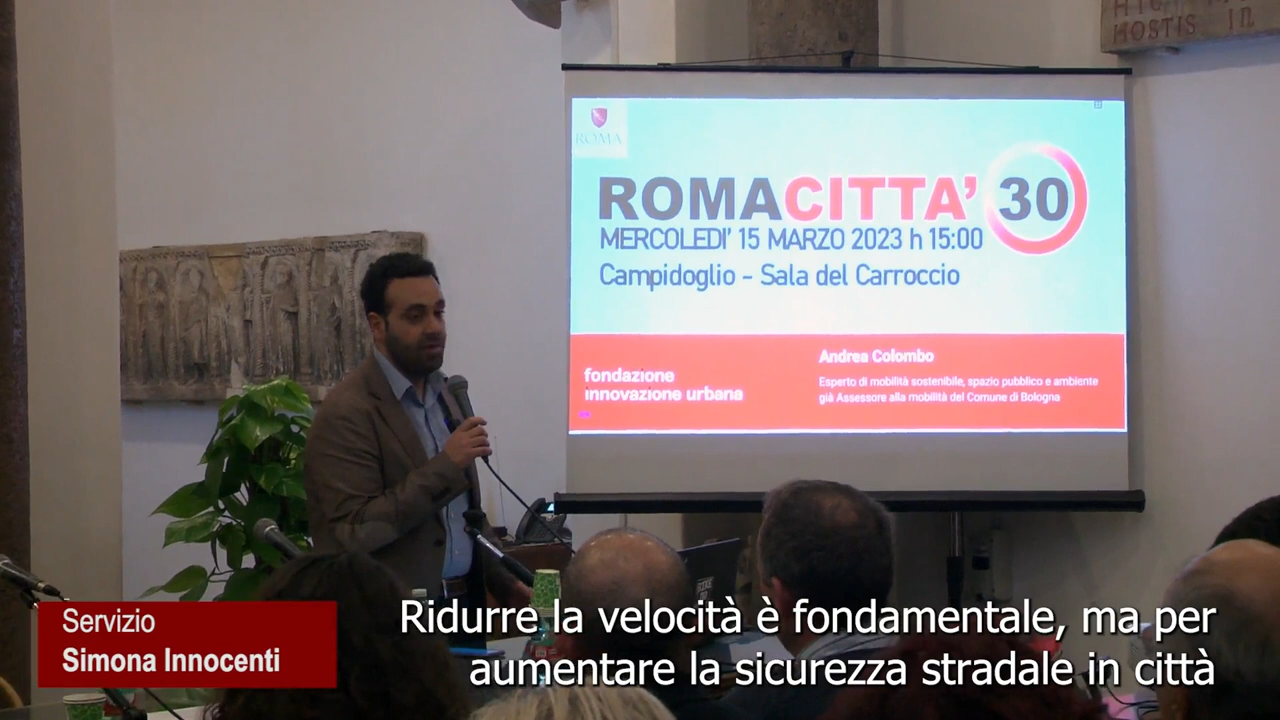 HOSTIS IN
ROMA
ROMACITTA' 30
MERCOLEDI' 15 MARZO 2023 h 15:00
Campidoglio - Sala del Carroccio
Andrea Colombo
Esperto di mobilità sostenibile, spazio pubblico e ambiente
già Assessore alla mobilità del Comune di Bologna
fondazione
innovazione urbana
Servizio
Simona Innocenti
Ridurre la velocità è fondamentale, ma per
aumentare la sicurezza stradale in città